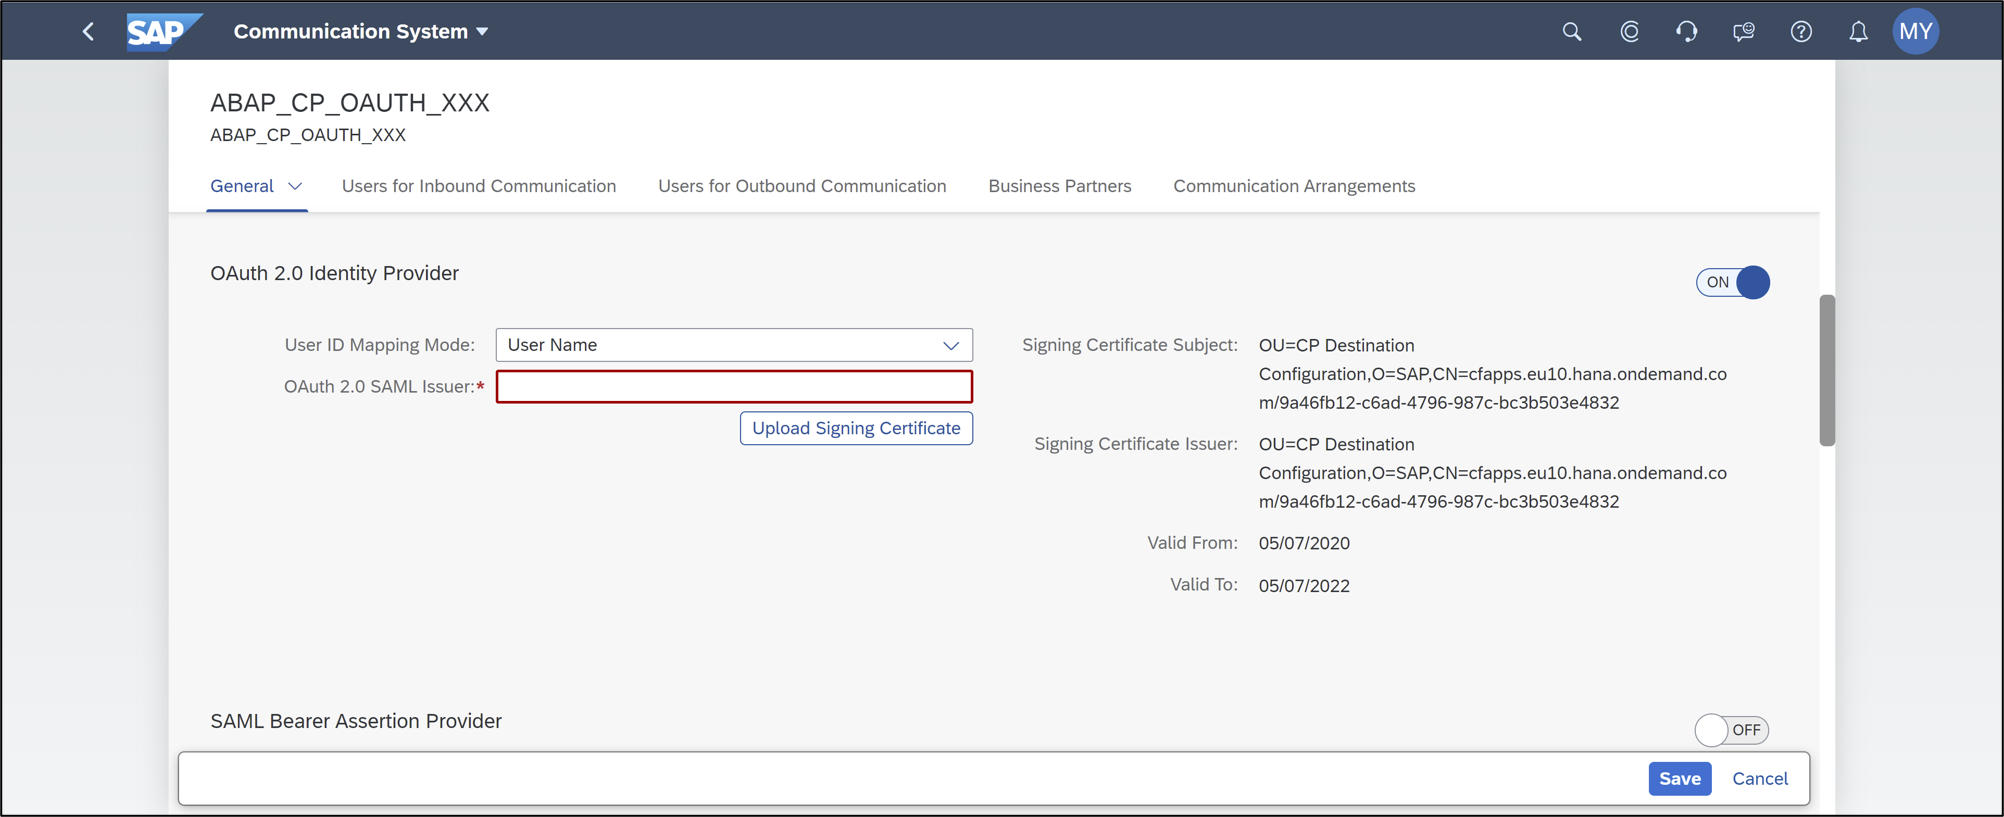 SAP Communication System MY
ABAP_CP_OAUTH_XXX
ABAP_CP_OAUTH_XXX
General Users for Inbound Communication Users for Outbound Communication Business Partners Communication Arrangements
OAuth 2.0 Identity Provider
ON
User ID Mapping Mode: User Name
OAuth 2.0 SAML Issuer:*
Upload Signing Certificate
Signing Certificate Subject: OU=CP Destination
Configuration,O=SAP,CN=cfapps.eu10.hana.ondemand.co
m/9a46fb12-c6ad-4796-987c-bc3b503e4832
Signing Certificate Issuer: OU=CP Destination
Configuration,O=SAP,CN=cfapps.eu10.hana.ondemand.co
m/9a46fb12-c6ad-4796-987c-bc3b503e4832
Valid From: 05/07/2020
Valid To: 05/07/2022
SAML Bearer Assertion Provider
OFF
Save Cancel